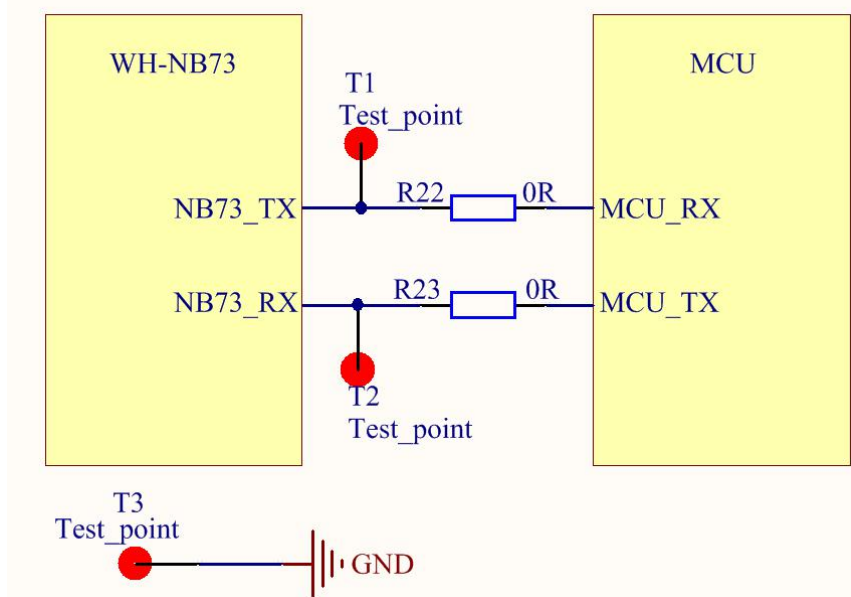 WH-NB73
MCU
T1
Test_point
NB73_TX
R22
0R
MCU_RX
NB73_RX
R23
0R
MCU_TX
T2
Test_point
T3
Test_point
GND